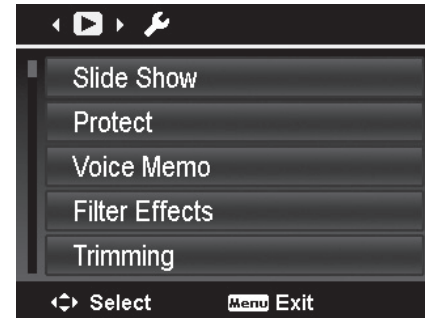 Slide Show
Protect
Voice Memo
Filter Effects
Trimming
Select Menu Exit